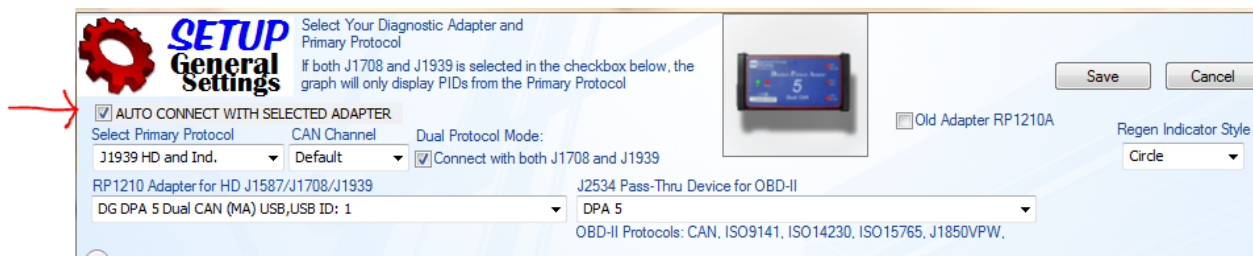 SETUP
General
Settings
Select Your Diagnostic Adapter and
Primary Protocol
If both J1708 and J1939 is selected in the checkbox below, the
graph will only display PIDs from the Primary Protocol
5
Save
Cancel
AUTO CONNECT WITH SELECTED ADAPTER
Old Adapter RP1210A
Select Primary Protocol
CAN Channel
Dual Protocol Mode:
Regen Indicator Style
J1939 HD and Ind.
Default
Connect with both J1708 and J1939
Circle
RP1210 Adapter for HD J1587/J1708/J1939
J2534 Pass-Thru Device for OBD-II
DG DPA 5 Dual CAN (MA) USB,USB ID: 1
DPA 5
OBD-II Protocols: CAN, ISO9141, ISO14230, ISO15765, J1850VPW,